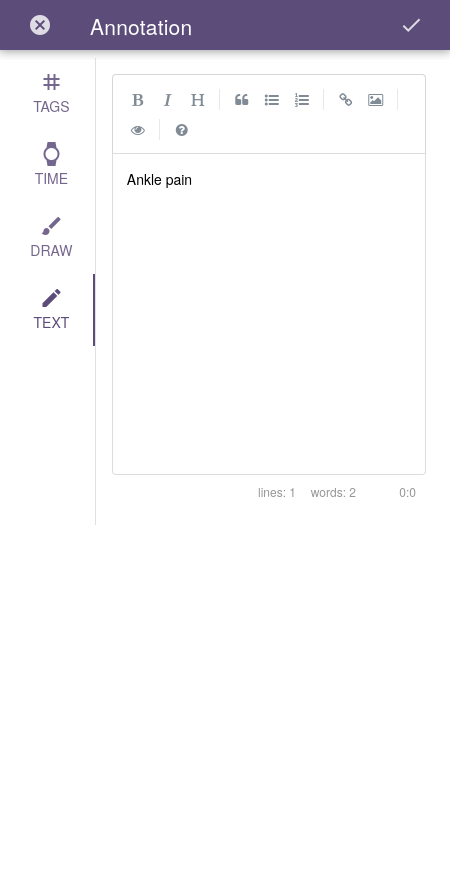 Annotation
TAGS
TIME
DRAW
TEXT
B I H
Ankle pain
lines: 1 words: 2 0:0